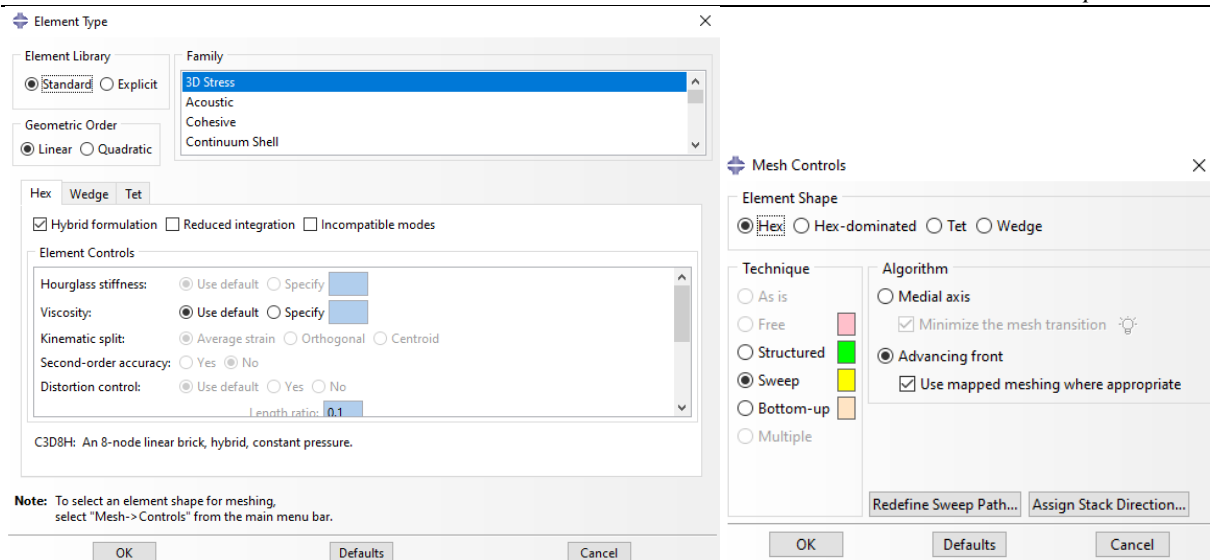 Element Type
Element Library
Family
Standard Explicit
3D Stress
Acoustic
Cohesive
Continuum Shell
Geometric Order
Linear Quadratic
Hex Wedge Tet
Hybrid formulation Reduced integration Incompatible modes
Element Controls
Hourglass stiffness: Use default Specify
Viscosity: Use default Specify
Kinematic split: Average strain Orthogonal Centroid
Second-order accuracy: Yes No
Distortion control: Use default Yes No
Length ratio: 0.1
C3D8H: An 8-node linear brick, hybrid, constant pressure.
Note: To select an element shape for meshing,
select "Mesh->Controls" from the main menu bar.
OK Defaults Cancel
Mesh Controls
Element Shape
Hex Hex-dominated Tet Wedge
Technique
As is
Free
Structured
Sweep
Bottom-up
Multiple
Algorithm
Medial axis
Minimize the mesh transition
Advancing front
Use mapped meshing where appropriate
Redefine Sweep Path... Assign Stack Direction...
OK Defaults Cancel